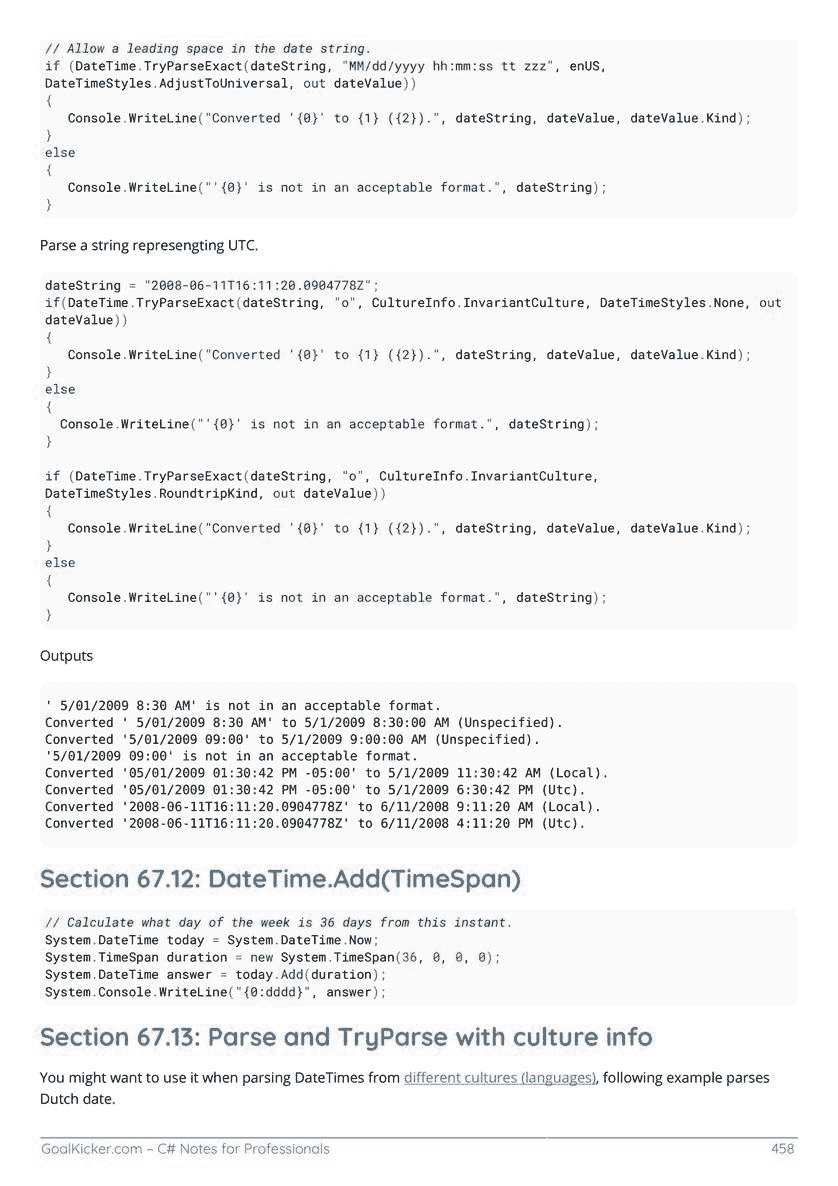 // Allow a leading space in the date string.
if (DateTime.TryParseExact(dateString, "MM/dd/yyyy hh:mm:ss tt zzz", enUS,
DateTimeStyles.AdjustToUniversal, out dateValue))
{
   Console.WriteLine("Converted '{0}' to {1} ({2}).", dateString, dateValue, dateValue.Kind);
}
else
{
   Console.WriteLine("'{0}' is not in an acceptable format.", dateString);
}
Parse a string represengting UTC.
dateString = "2008-06-11T16:11:20.0904778Z";
if(DateTime.TryParseExact(dateString, "o", CultureInfo.InvariantCulture, DateTimeStyles.None, out
dateValue))
{
   Console.WriteLine("Converted '{0}' to {1} ({2}).", dateString, dateValue, dateValue.Kind);
}
else
{
  Console.WriteLine("'{0}' is not in an acceptable format.", dateString);
}
if (DateTime.TryParseExact(dateString, "o", CultureInfo.InvariantCulture,
DateTimeStyles.RoundtripKind, out dateValue))
{
   Console.WriteLine("Converted '{0}' to {1} ({2}).", dateString, dateValue, dateValue.Kind);
}
else
{
   Console.WriteLine("'{0}' is not in an acceptable format.", dateString);
}
Outputs
' 5/01/2009 8:30 AM' is not in an acceptable format.
Converted ' 5/01/2009 8:30 AM' to 5/1/2009 8:30:00 AM (Unspecified).
Converted '5/01/2009 09:00' to 5/1/2009 9:00:00 AM (Unspecified).
'5/01/2009 09:00' is not in an acceptable format.
Converted '05/01/2009 01:30:42 PM -05:00' to 5/1/2009 11:30:42 AM (Local).
Converted '05/01/2009 01:30:42 PM -05:00' to 5/1/2009 6:30:42 PM (Utc).
Converted '2008-06-11T16:11:20.0904778Z' to 6/11/2008 9:11:20 AM (Local).
Converted '2008-06-11T16:11:20.0904778Z' to 6/11/2008 4:11:20 PM (Utc).
Section 67.12: DateTime.Add(TimeSpan)
// Calculate what day of the week is 36 days from this instant.
System.DateTime today = System.DateTime.Now;
System.TimeSpan duration = new System.TimeSpan(36, 0, 0, 0);
System.DateTime answer = today.Add(duration);
System.Console.WriteLine("{0:dddd}", answer);
Section 67.13: Parse and TryParse with culture info
You might want to use it when parsing DateTimes from different cultures (languages), following example parses
Dutch date.
GoalKicker.com – C# Notes for Professionals 458